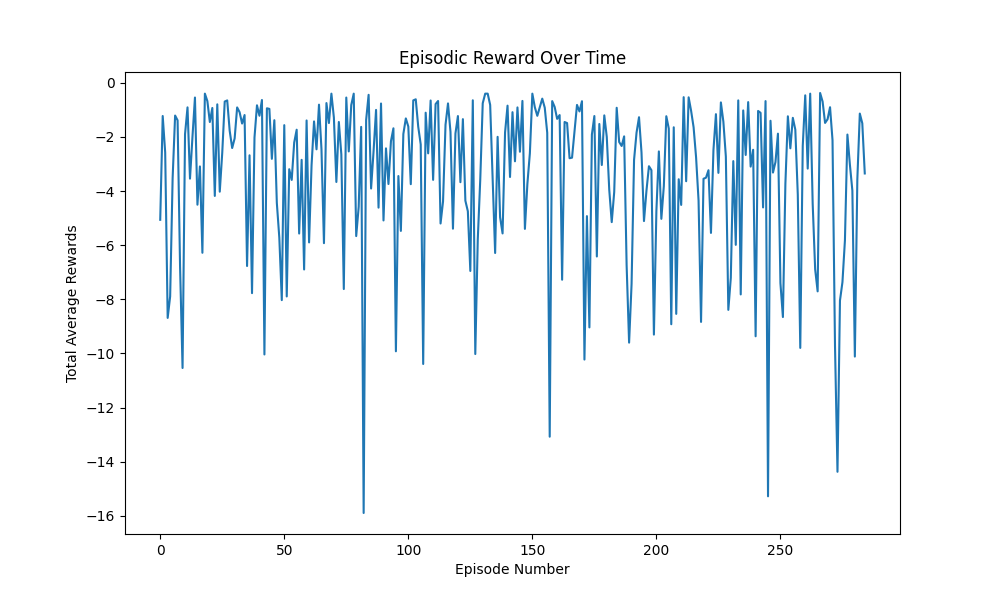 Episodic Reward Over Time
Total Average Rewards
0
−2
−4
−6
−8
−10
−12
−14
−16
0 50 100 150 200 250
Episode Number